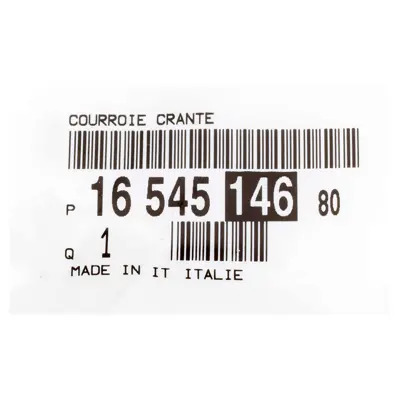 COURROIE CRANTE
P 16 545 146 80
Q 1
MADE IN IT ITALIE